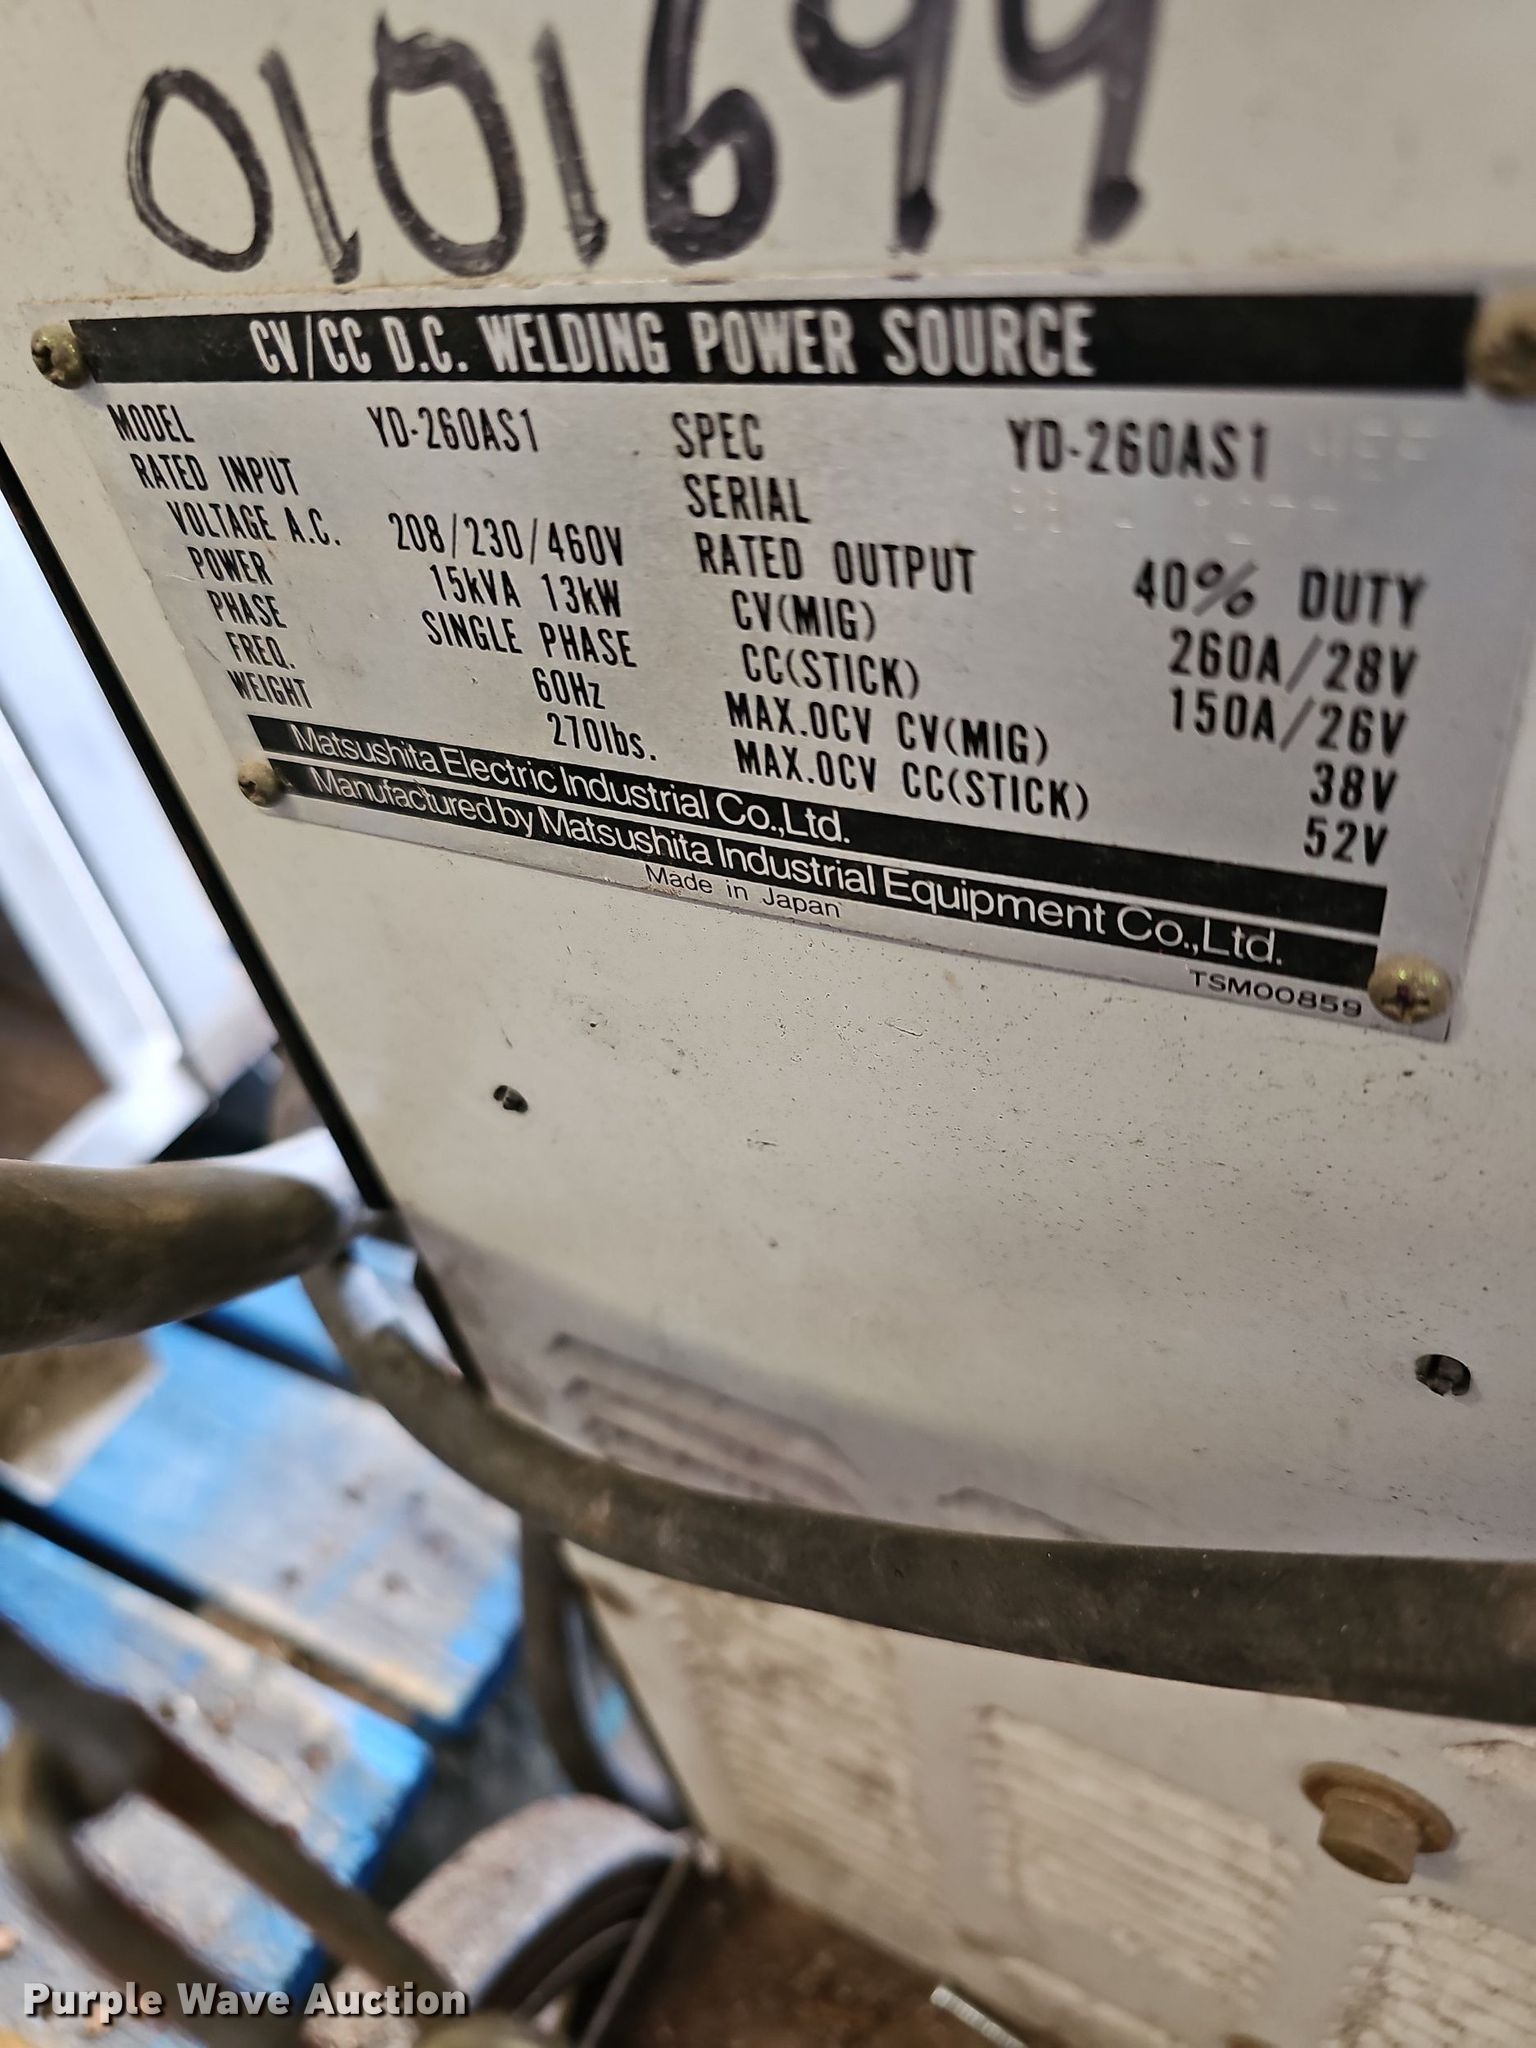 0101699
CV/CC D.C. WELDING POWER SOURCE
MODEL YD-260AS1
RATED INPUT
VOLTAGE A.C. 208/230/460V
POWER 15kVA 13kW
PHASE SINGLE PHASE
FREQ. 60Hz
WEIGHT 270lbs.
SPEC YD-260AS1
SERIAL
RATED OUTPUT 40% DUTY
CV(MIG) 260A/28V
CC(STICK) 150A/26V
MAX.OCV CV(MIG) 38V
MAX.OCV CC(STICK) 52V
Matsushita Electric Industrial Co.,Ltd.
Manufactured by Matsushita Industrial Equipment Co.,Ltd.
Made in Japan
TSM00859
Purple Wave Auction